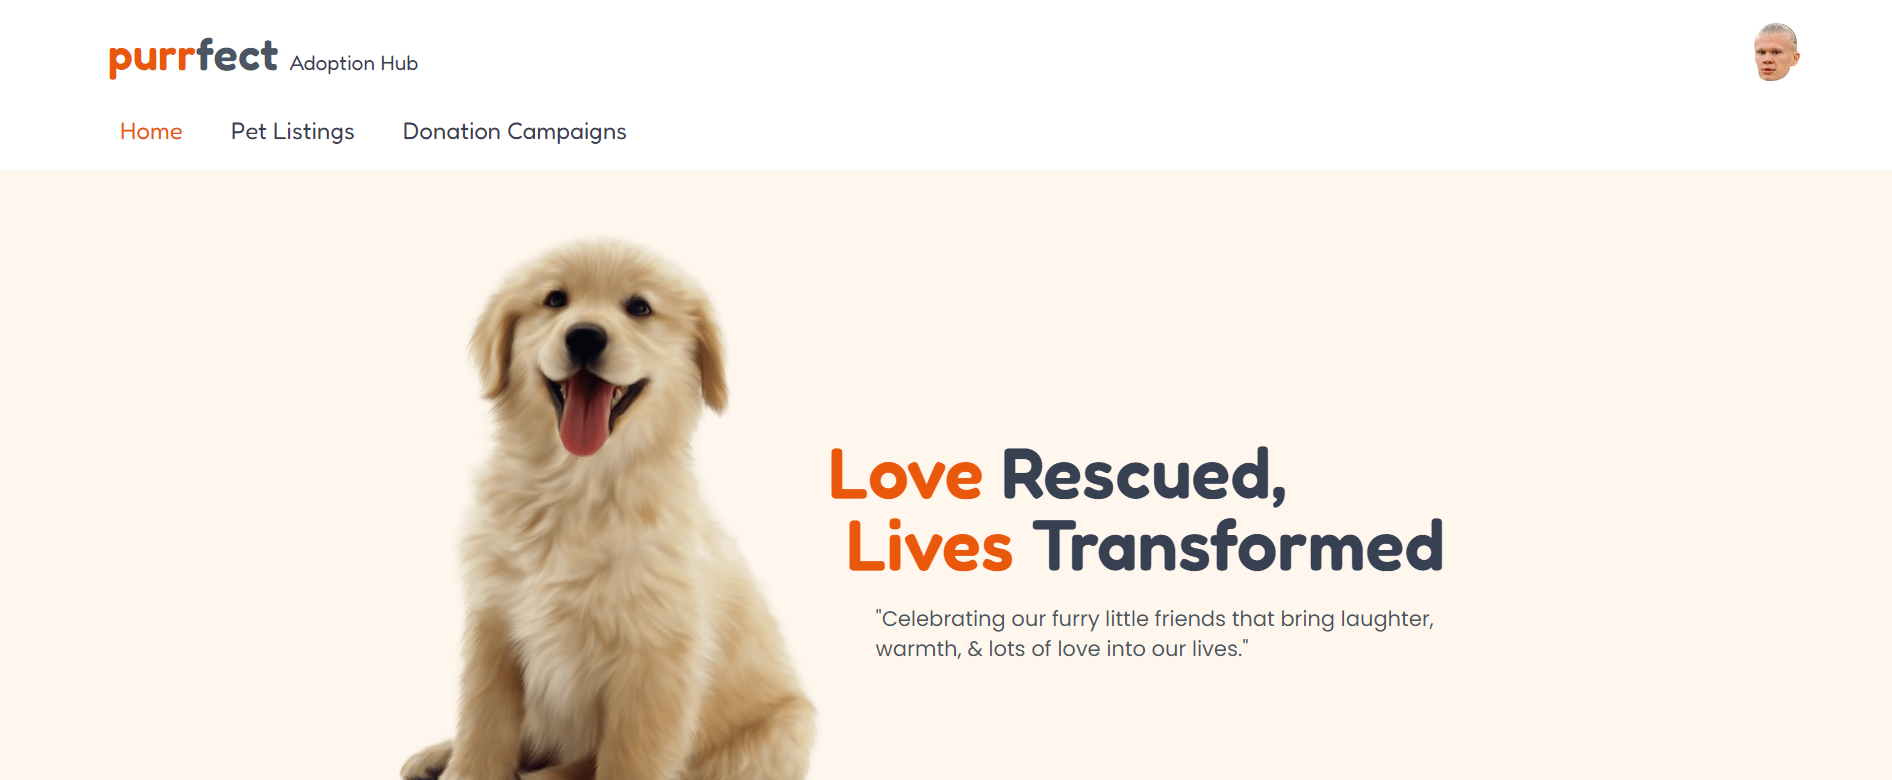 purrfect Adoption Hub
Home Pet Listings Donation Campaigns
Love Rescued,
Lives Transformed
"Celebrating our furry little friends that bring laughter,
warmth, & lots of love into our lives."